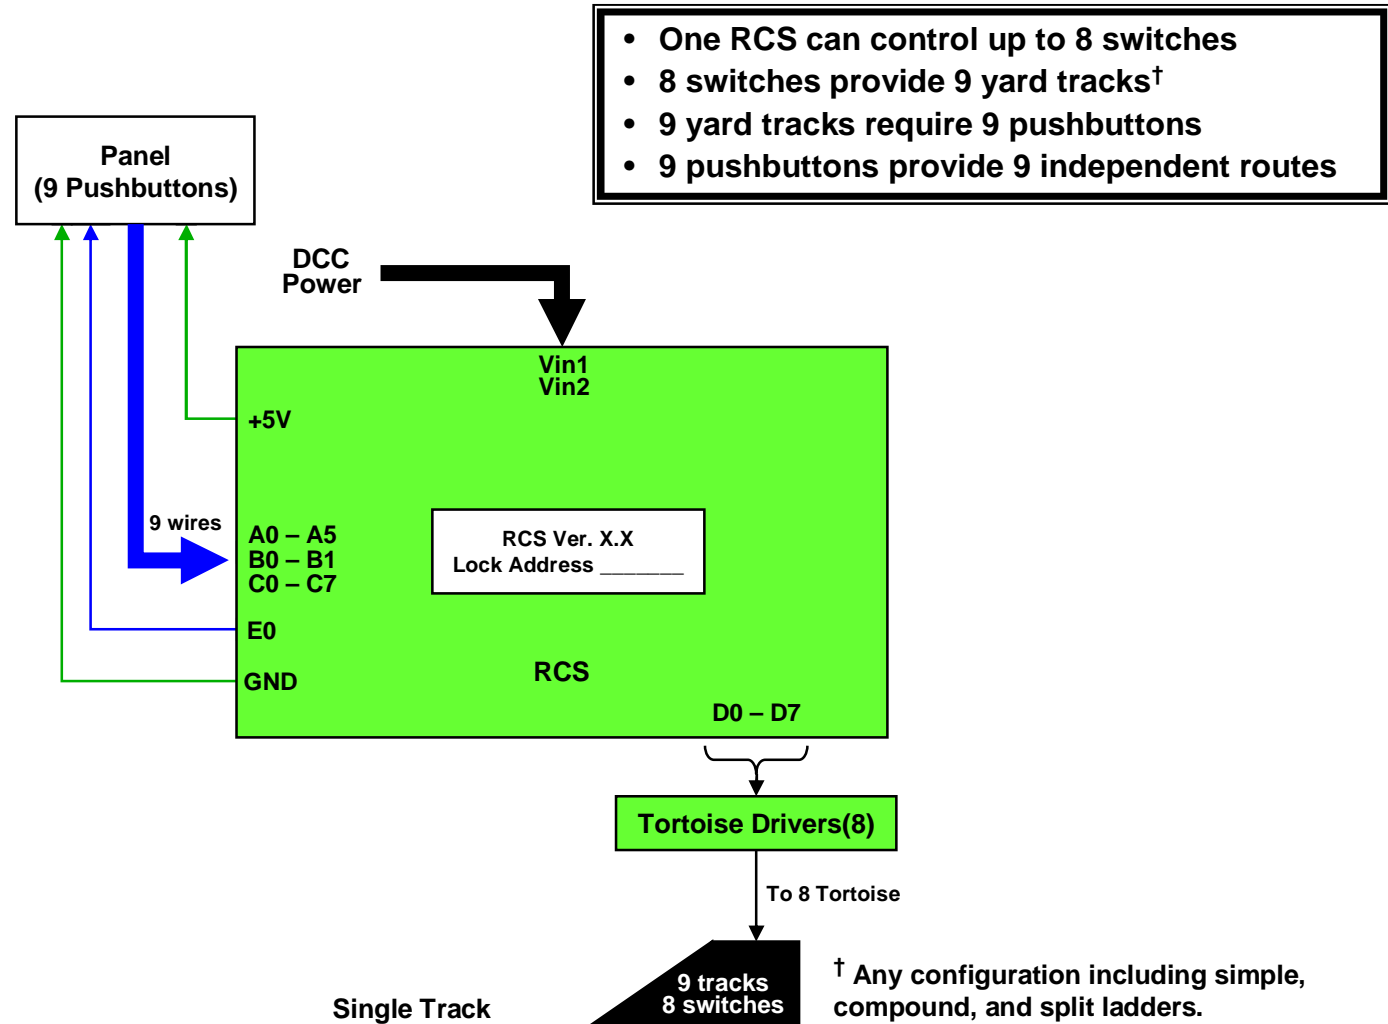 • One RCS can control up to 8 switches
• 8 switches provide 9 yard tracks†
• 9 yard tracks require 9 pushbuttons
• 9 pushbuttons provide 9 independent routes
Panel
(9 Pushbuttons)
DCC
Power
Vin1
Vin2
+5V
9 wires
A0 – A5
B0 – B1
C0 – C7
RCS Ver. X.X
Lock Address _______
E0
GND
RCS
D0 – D7
Tortoise Drivers(8)
To 8 Tortoise
9 tracks
8 switches
Single Track
† Any configuration including simple,
compound, and split ladders.